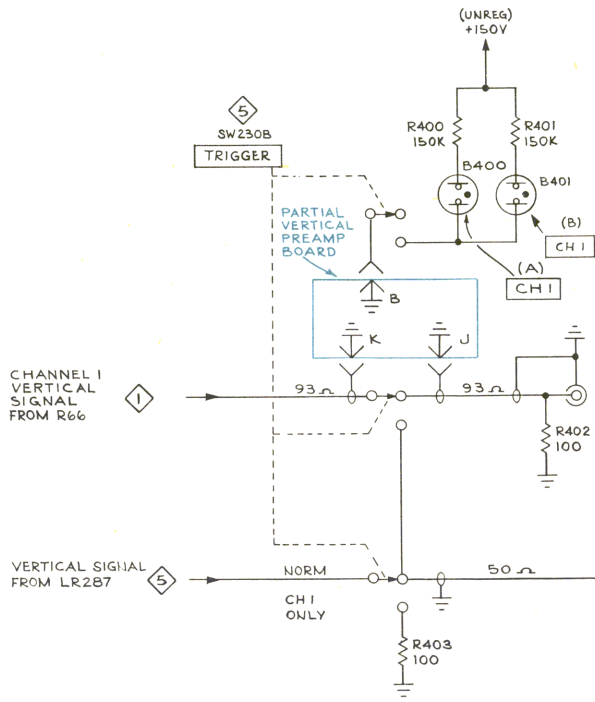 (UNREG)
+150V
5
SW230B
TRIGGER
R400
150K
R401
150K
B400
B401
(B)
CH 1
(A)
CH 1
PARTIAL
VERTICAL
PREAMP
BOARD
B
K
J
CHANNEL 1
VERTICAL
SIGNAL
FROM R66
1
93Ω
93Ω
R402
100
VERTICAL SIGNAL
FROM LR287
5
NORM
CH 1
ONLY
50 Ω
R403
100